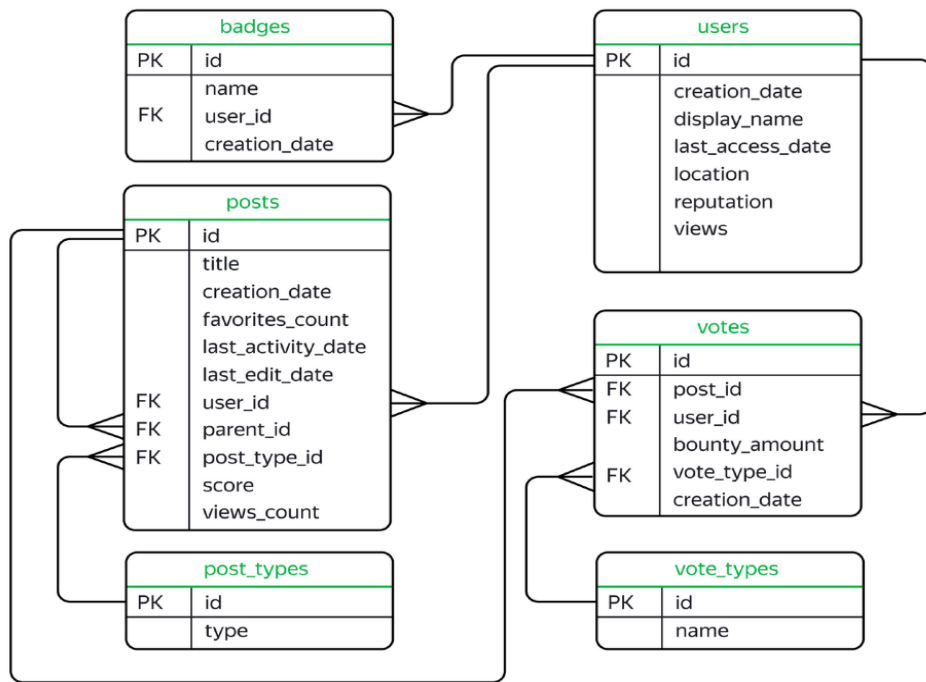 badges
PK id
name
FK user_id
creation_date
users
PK id
creation_date
display_name
last_access_date
location
reputation
views
posts
PK id
title
creation_date
favorites_count
last_activity_date
last_edit_date
FK user_id
FK parent_id
FK post_type_id
score
views_count
votes
PK id
FK post_id
FK user_id
bounty_amount
FK vote_type_id
creation_date
post_types
PK id
type
vote_types
PK id
name